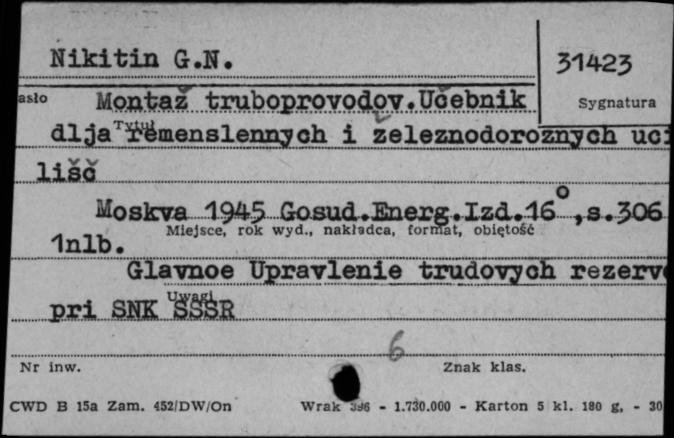 Nikitin G.N.
31423
asło Montaž truboprovodov.Učebnik
Sygnatura
Tytuł
dlja remenslennych i železnodorožnych uči
lišč
Moskva 1945 Gosud.Energ.Izd.16°,s.306
Miejsce, rok wyd., nakładca, format, objętość
1nlb.
Glavnoe Upravlenie trudovych rezerv
Uwagi
pri SNK SSSR
6
Nr inw.
Znak klas.
CWD B 15a Zam. 452/DW/On Wrak 396 - 1.730.000 - Karton 5 kl. 180 g, - 30